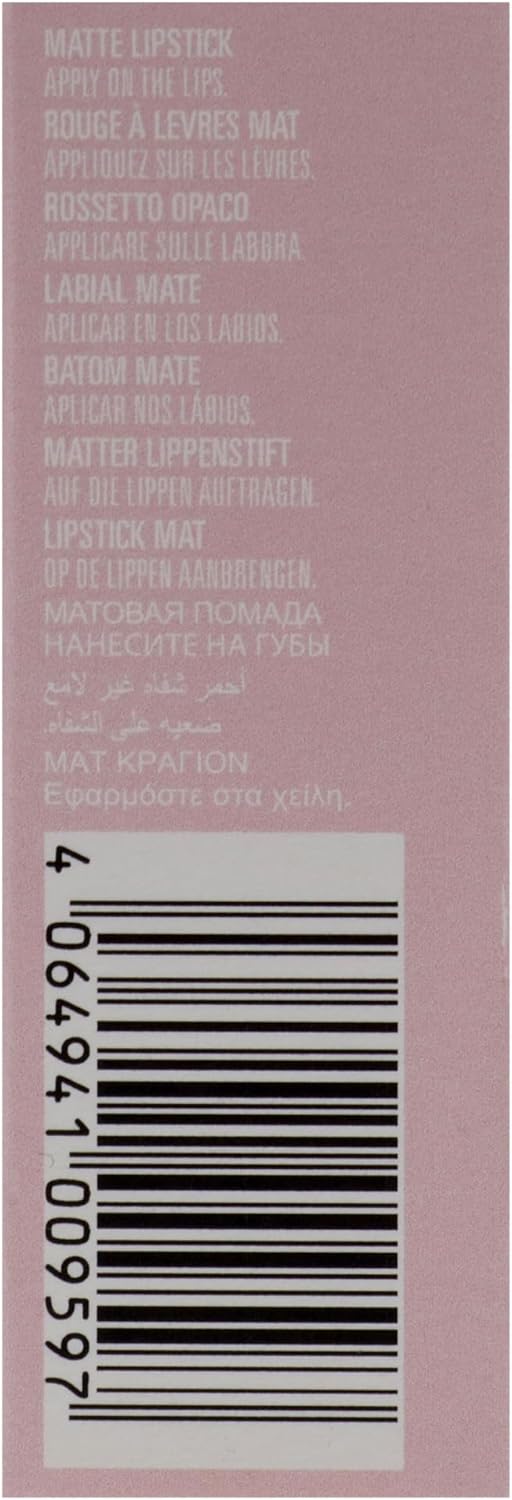 MATTE LIPSTICK
APPLY ON THE LIPS.
ROUGE À LEVRES MAT
APPLIQUEZ SUR LES LÈVRES.
ROSSETTO OPACO
APPLICARE SULLE LABBRA.
LABIAL MATE
APLICAR EN LOS LABIOS.
BATOM MATE
APLICAR NOS LÁBIOS.
MATTER LIPPENSTIFT
AUF DIE LIPPEN AUFTRAGEN.
LIPSTICK MAT
OP DE LIPPEN AANBRENGEN.
МАТОВАЯ ПОМАДА
НАНЕСИТЕ НА ГУБЫ
أحمر شفاه غير لامع
ضعيه على الشفاه.
ΜΑΤ ΚΡΑΓΙΟΝ
Εφαρμόστε στα χείλη.
4 064941 009597